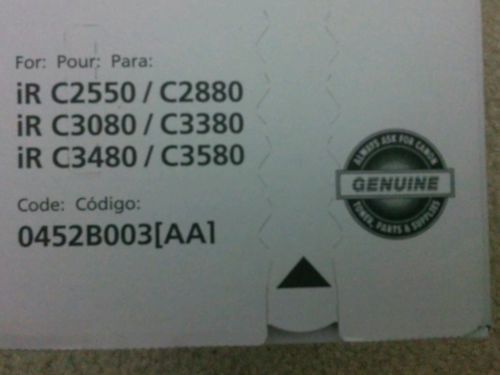 For: Pour: Para:
iR C2550 / C2880
iR C3080 / C3380
iR C3480 / C3580
Code: Código:
0452B003[AA]
ALWAYS ASK FOR CANON
GENUINE
TONER, PARTS & SUPPLIES